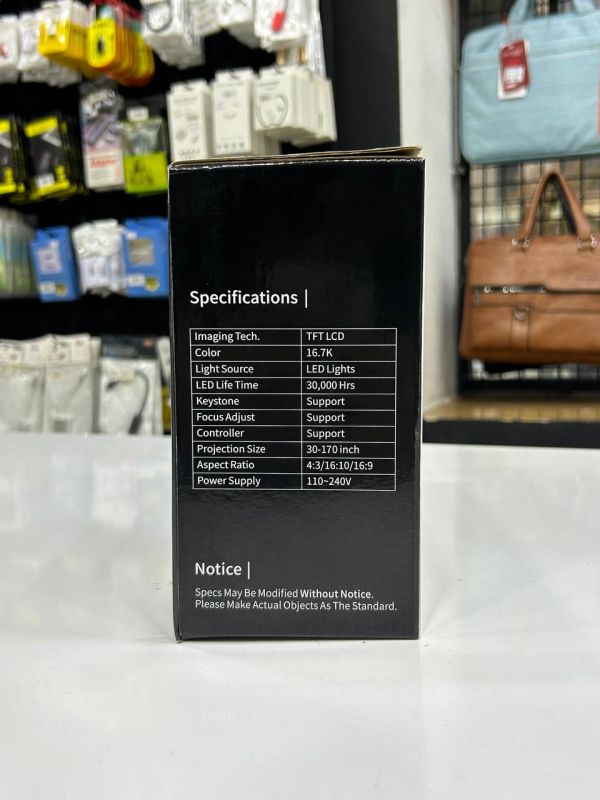 Specifications |
Imaging Tech. TFT LCD
Color 16.7K
Light Source LED Lights
LED Life Time 30,000 Hrs
Keystone Support
Focus Adjust Support
Controller Support
Projection Size 30-170 inch
Aspect Ratio 4:3/16:10/16:9
Power Supply 110~240V
Notice |
Specs May Be Modified Without Notice.
Please Make Actual Objects As The Standard.